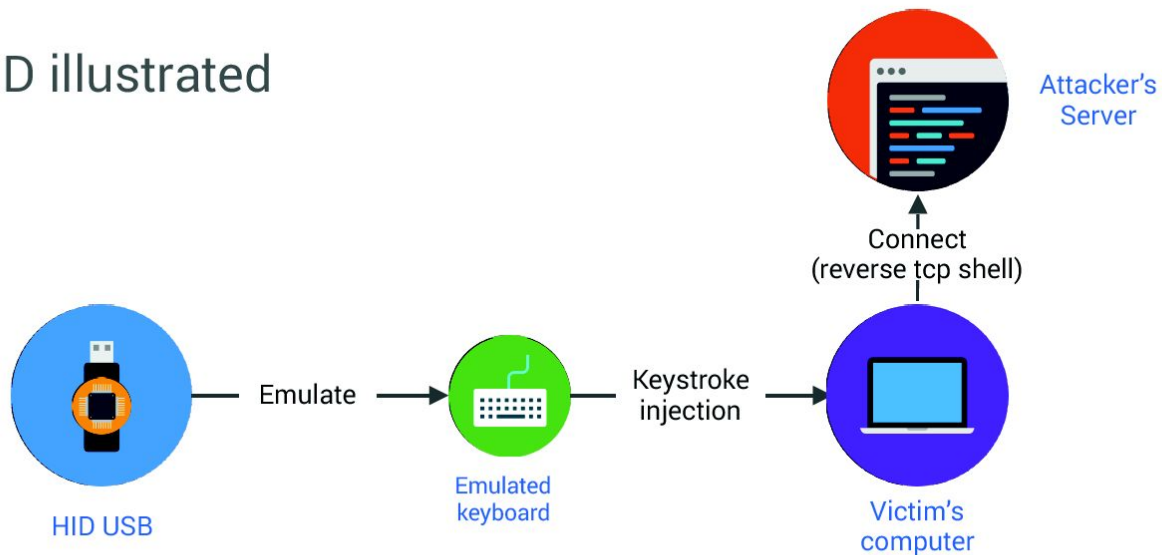 D illustrated
Attacker's
Server
Connect
(reverse tcp shell)
Emulate
Keystroke
injection
HID USB
Emulated
keyboard
Victim's
computer